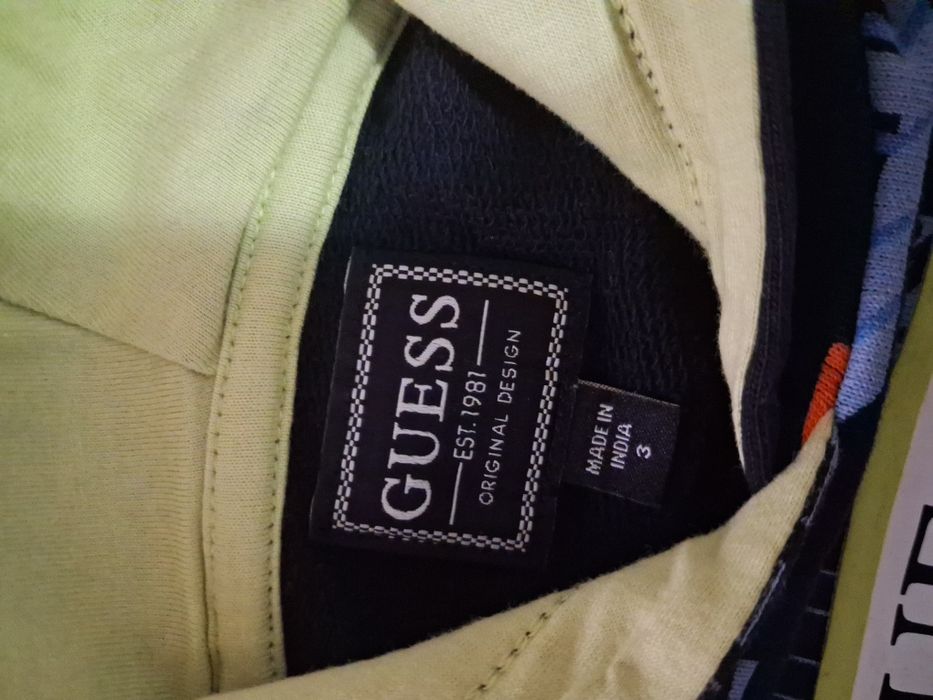 GUESS
EST. 1981
ORIGINAL DESIGN
MADE IN
INDIA
3